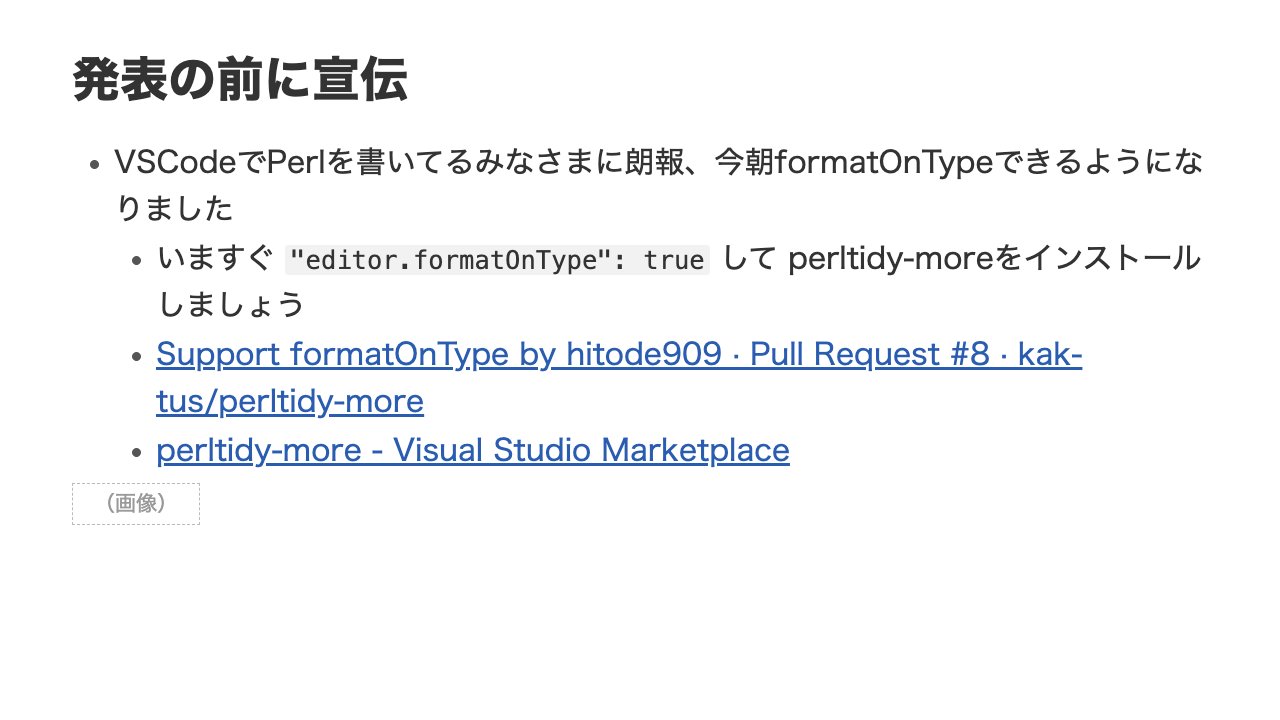 発表の前に宣伝
VSCodeでPerlを書いてるみなさまに朗報、今朝formatOnTypeできるようにな
りました
いますぐ "editor.formatOnType": true して perltidy-moreをインストール
しましょう
Support formatOnType by hitode909 · Pull Request #8 · kak-
tus/perltidy-more
perltidy-more - Visual Studio Marketplace
（画像）